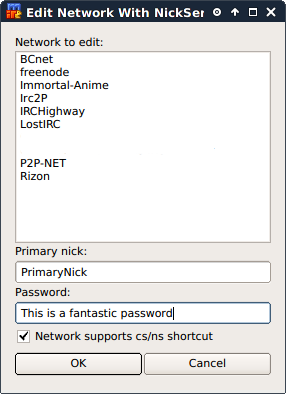 Edit Network With NickSer
Network to edit:
BCnet
freenode
Immortal-Anime
Irc2P
IRCHighway
LostIRC
P2P-NET
Rizon
Primary nick:
PrimaryNick
Password:
This is a fantastic password
Network supports cs/ns shortcut
OK
Cancel